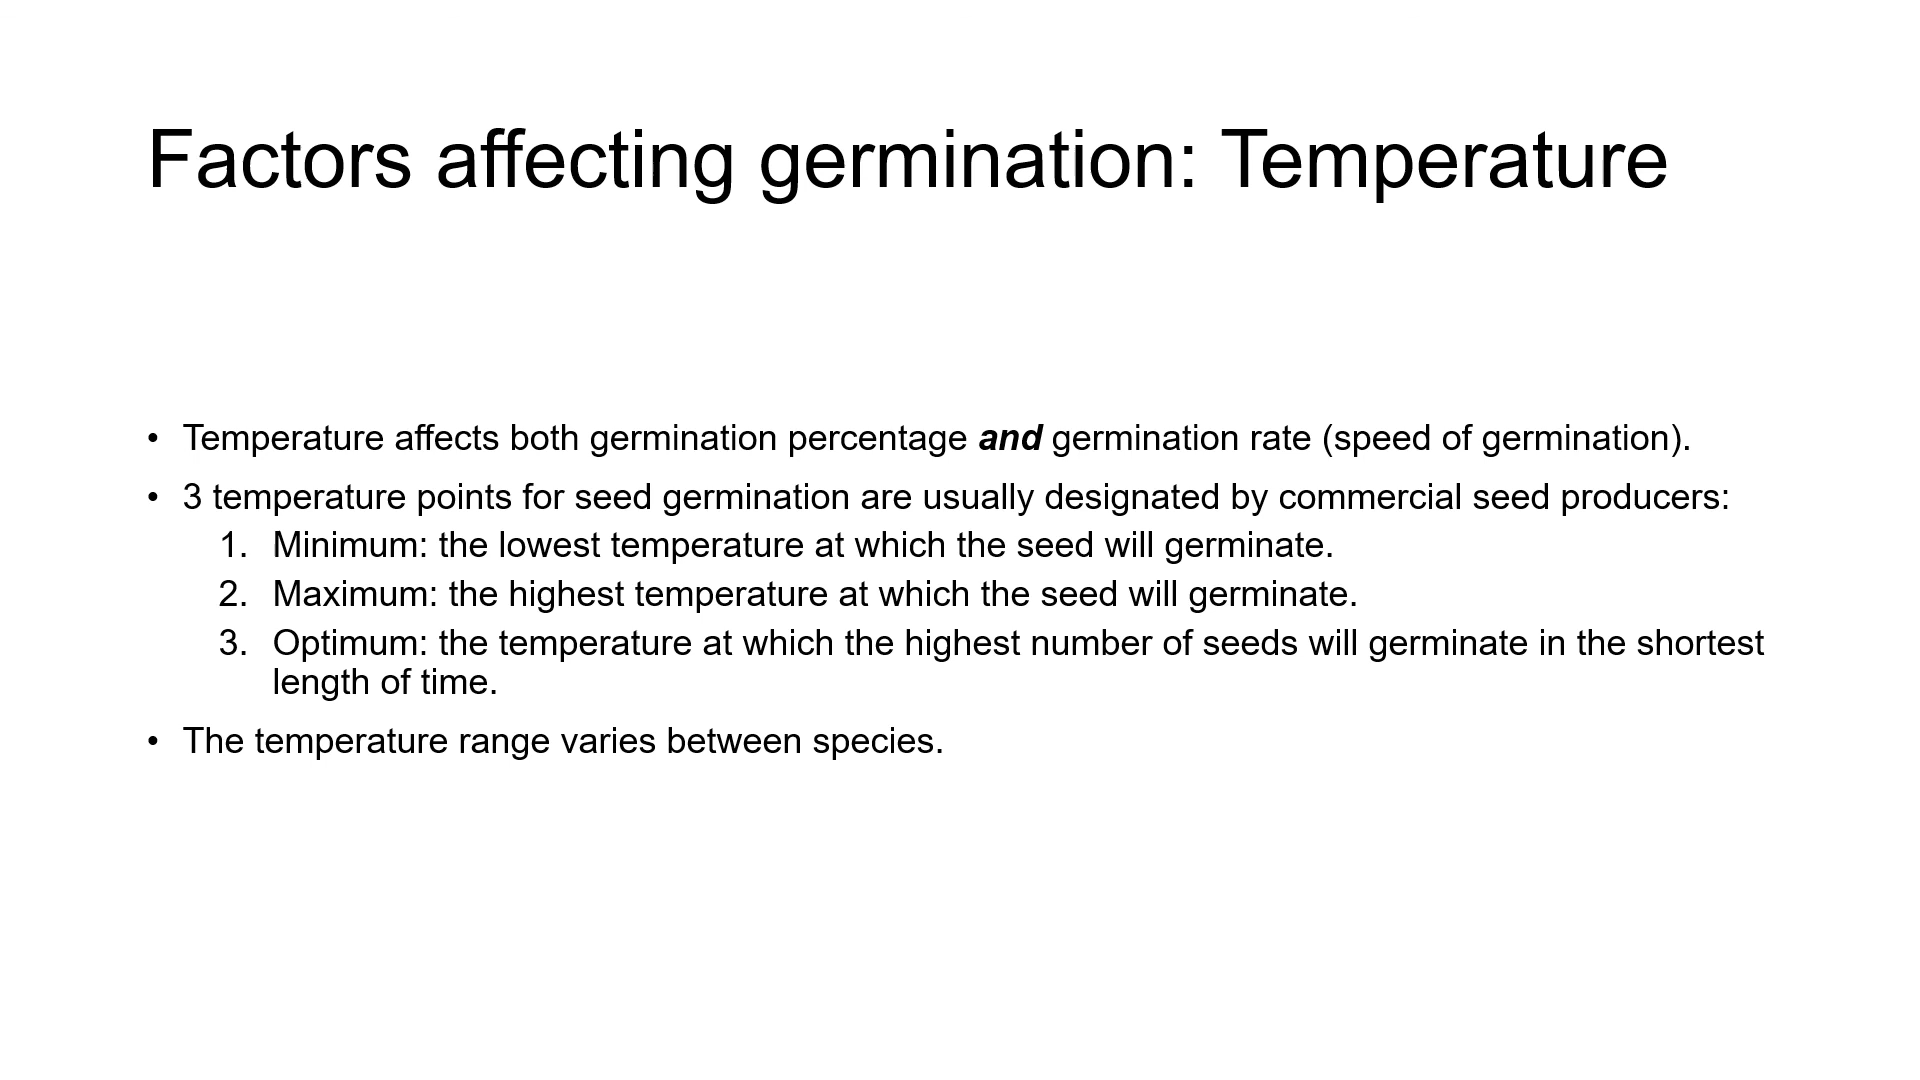 Factors affecting germination: Temperature
• Temperature affects both germination percentage and germination rate (speed of germination).
• 3 temperature points for seed germination are usually designated by commercial seed producers:
1. Minimum: the lowest temperature at which the seed will germinate.
2. Maximum: the highest temperature at which the seed will germinate.
3. Optimum: the temperature at which the highest number of seeds will germinate in the shortest
length of time.
• The temperature range varies between species.